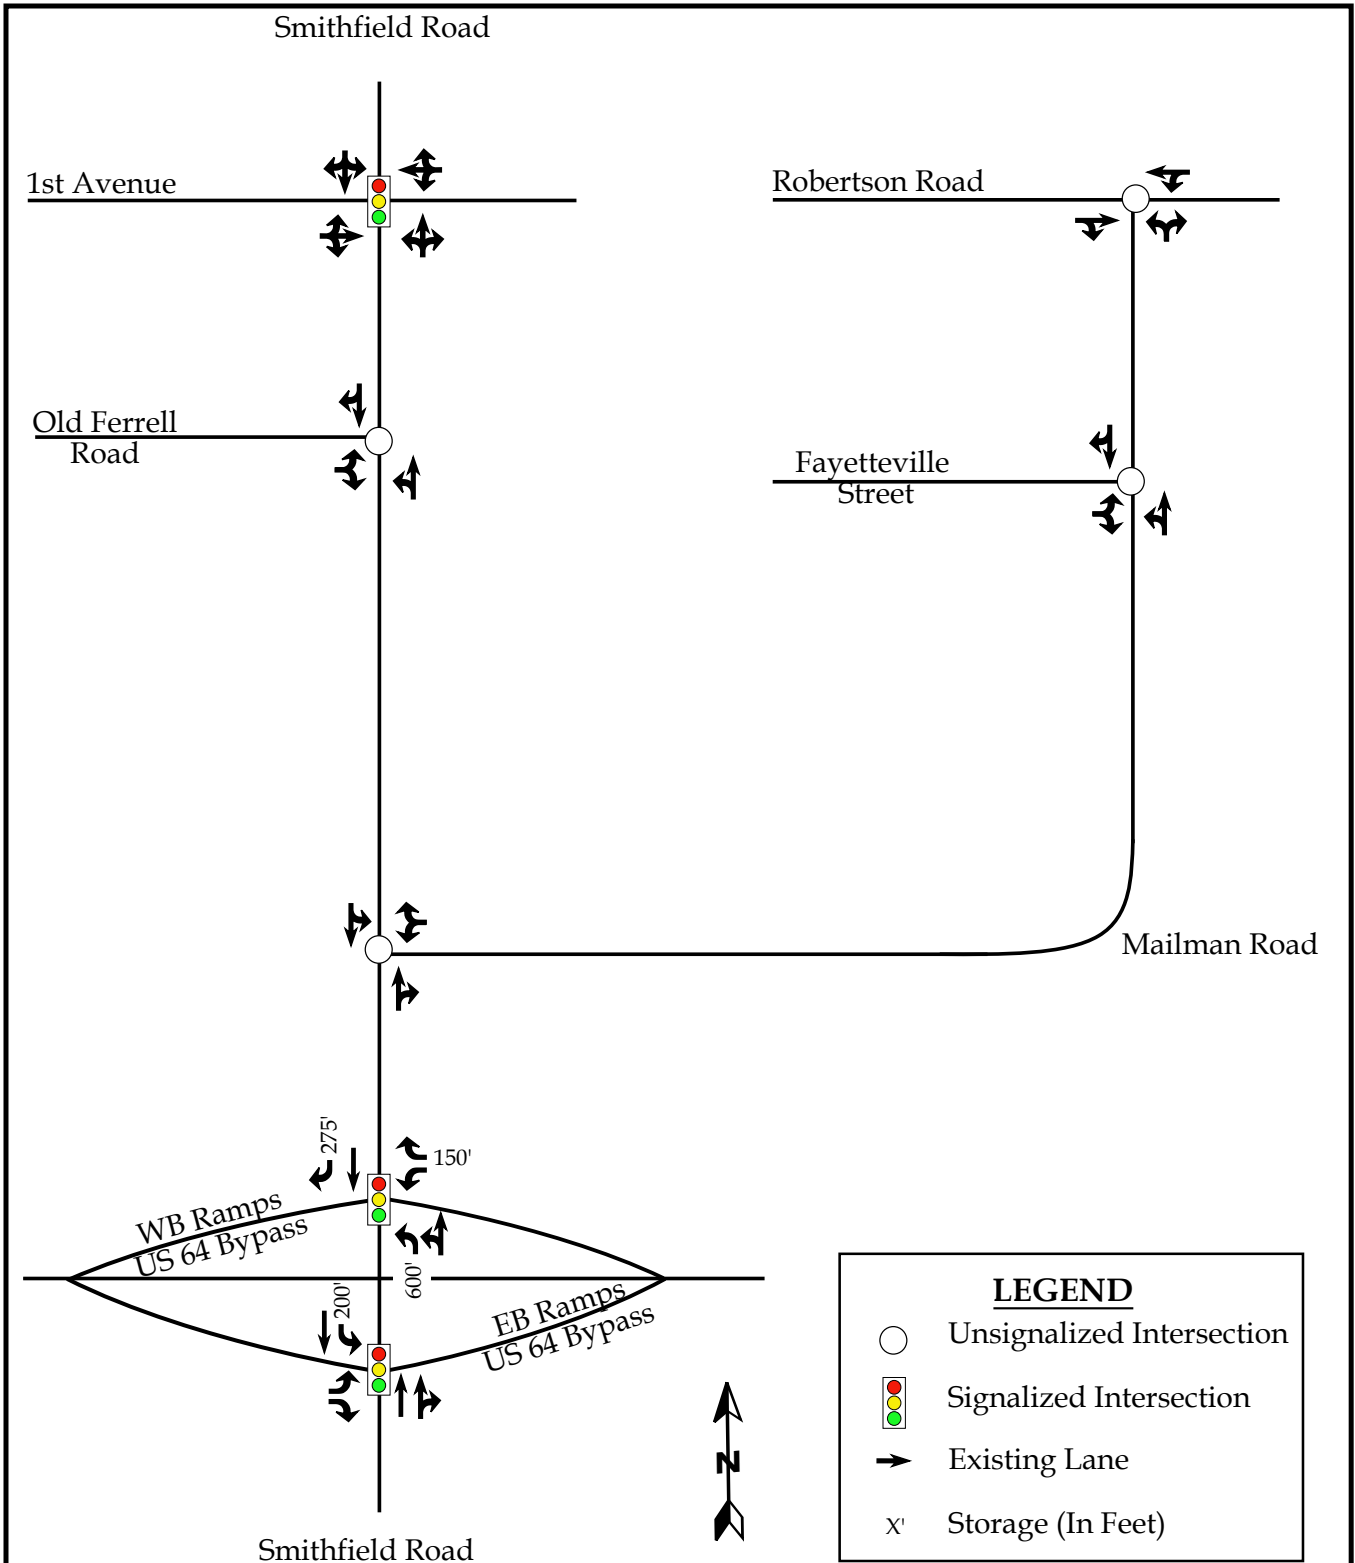 Smithfield Road
1st Avenue
Robertson Road
Old Ferrell
Road
Fayetteville
Street
Mailman Road
275'
150'
WB Ramps
US 64 Bypass
600'
200'
EB Ramps
US 64 Bypass
LEGEND
Unsignalized Intersection
Signalized Intersection
Existing Lane
X' Storage (In Feet)
N
Smithfield Road